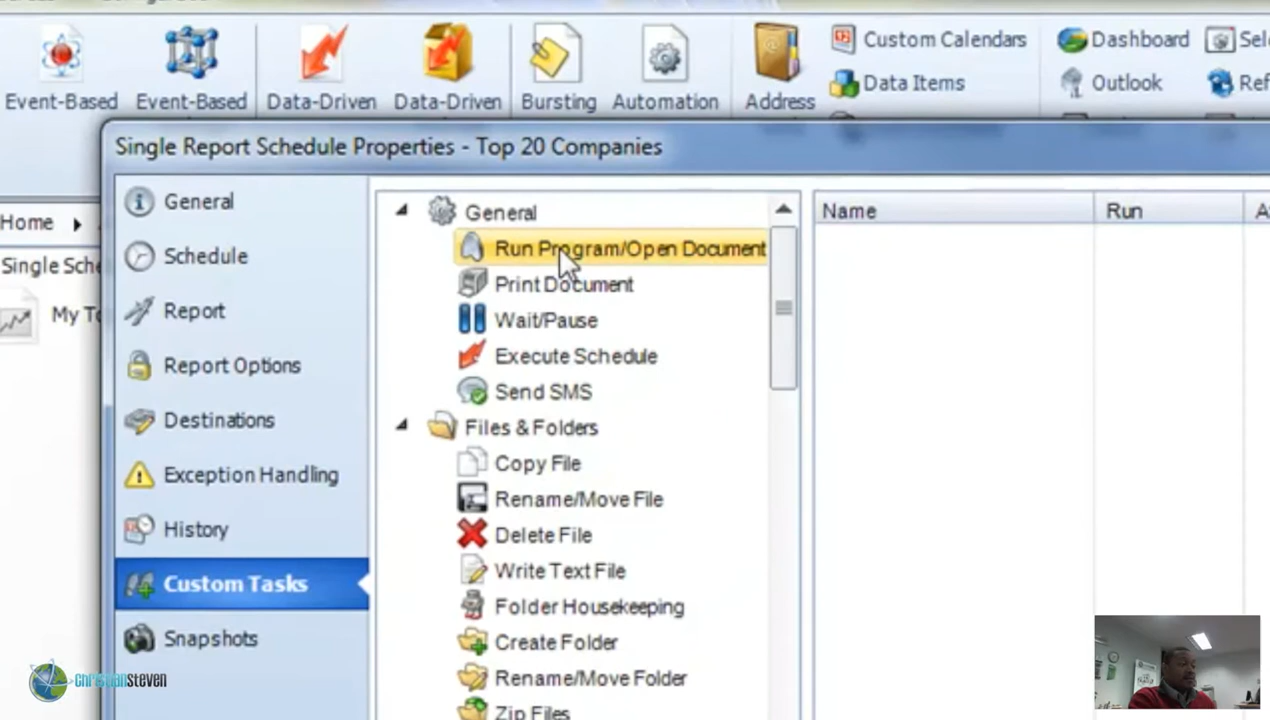 Event-Based
Event-Based
Data-Driven
Data-Driven
Bursting
Automation
Address
Custom Calendars
Data Items
Dashboard
Outlook
Single Report Schedule Properties - Top 20 Companies
Home
Single
My
General
Schedule
Report
Report Options
Destinations
Exception Handling
History
Custom Tasks
Snapshots
General
Run Program/Open Document
Print Document
Wait/Pause
Execute Schedule
Send SMS
Files & Folders
Copy File
Rename/Move File
Delete File
Write Text File
Folder Housekeeping
Create Folder
Rename/Move Folder
Zip Files
Name
Run
christiansteven